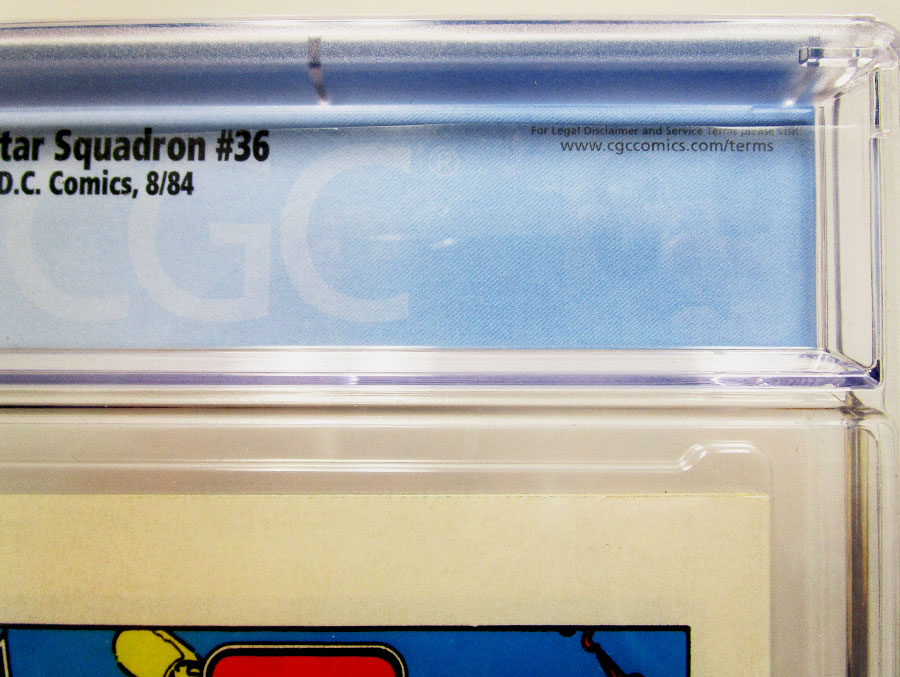 tar Squadron #36
D.C. Comics, 8/84
For Legal Disclaimer and Service Terms please visit:
www.cgccomics.com/terms
CGC®